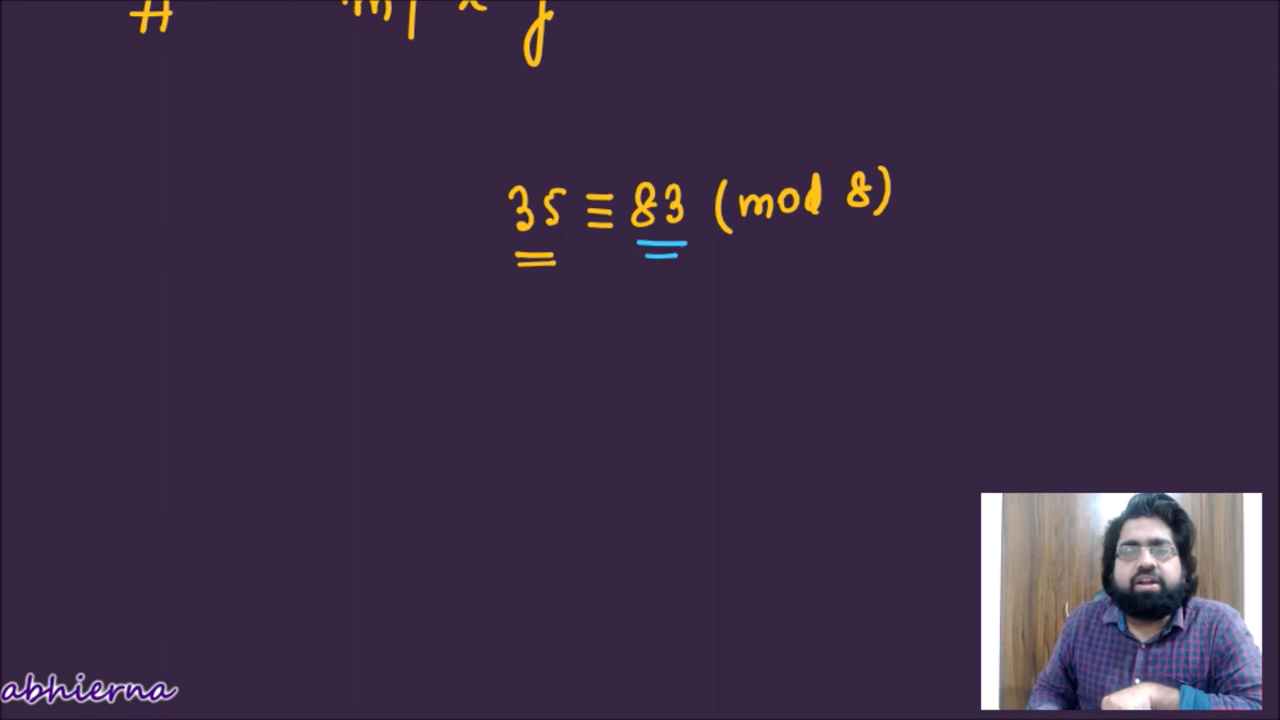 # m | x - y
35 ≡ 83 (mod 8)
abhierna